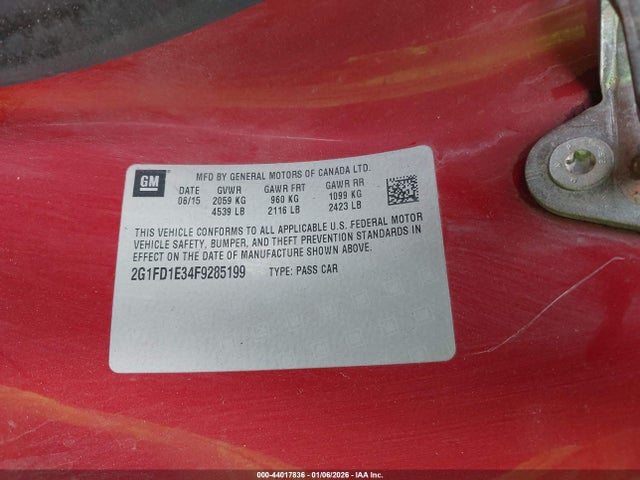 GM
MFD BY GENERAL MOTORS OF CANADA LTD.
DATE GVWR GAWR FRT GAWR RR
06/15 2059 KG 960 KG 1099 KG
4539 LB 2116 LB 2423 LB
THIS VEHICLE CONFORMS TO ALL APPLICABLE U.S. FEDERAL MOTOR
VEHICLE SAFETY, BUMPER, AND THEFT PREVENTION STANDARDS IN
EFFECT ON THE DATE OF MANUFACTURE SHOWN ABOVE.
2G1FD1E34F9285199 TYPE: PASS CAR
000-44017836 | 01/06/2026 | IAA Inc.